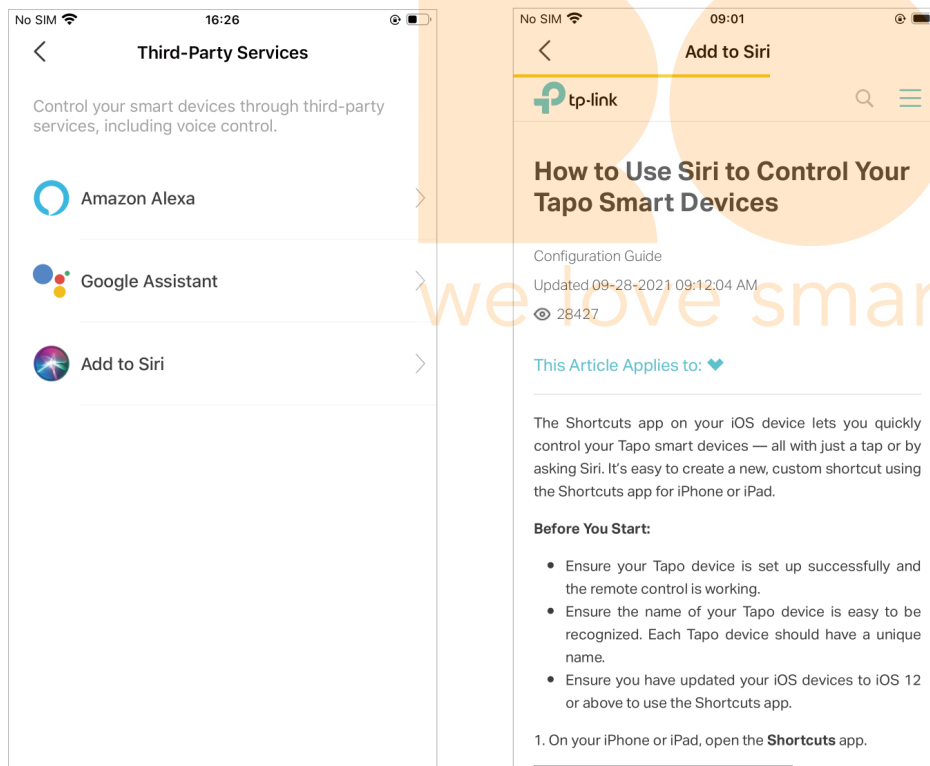 No SIM 16:26
Third-Party Services
Control your smart devices through third-party
services, including voice control.
Amazon Alexa
Google Assistant
Add to Siri
No SIM 09:01
Add to Siri
tp-link
How to Use Siri to Control Your
Tapo Smart Devices
Configuration Guide
Updated 09-28-2021 09:12:04 AM
28427
This Article Applies to:
The Shortcuts app on your iOS device lets you quickly
control your Tapo smart devices — all with just a tap or by
asking Siri. It's easy to create a new, custom shortcut using
the Shortcuts app for iPhone or iPad.
Before You Start:
• Ensure your Tapo device is set up successfully and
the remote control is working.
• Ensure the name of your Tapo device is easy to be
recognized. Each Tapo device should have a unique
name.
• Ensure you have updated your iOS devices to iOS 12
or above to use the Shortcuts app.
1. On your iPhone or iPad, open the Shortcuts app.
we love smar